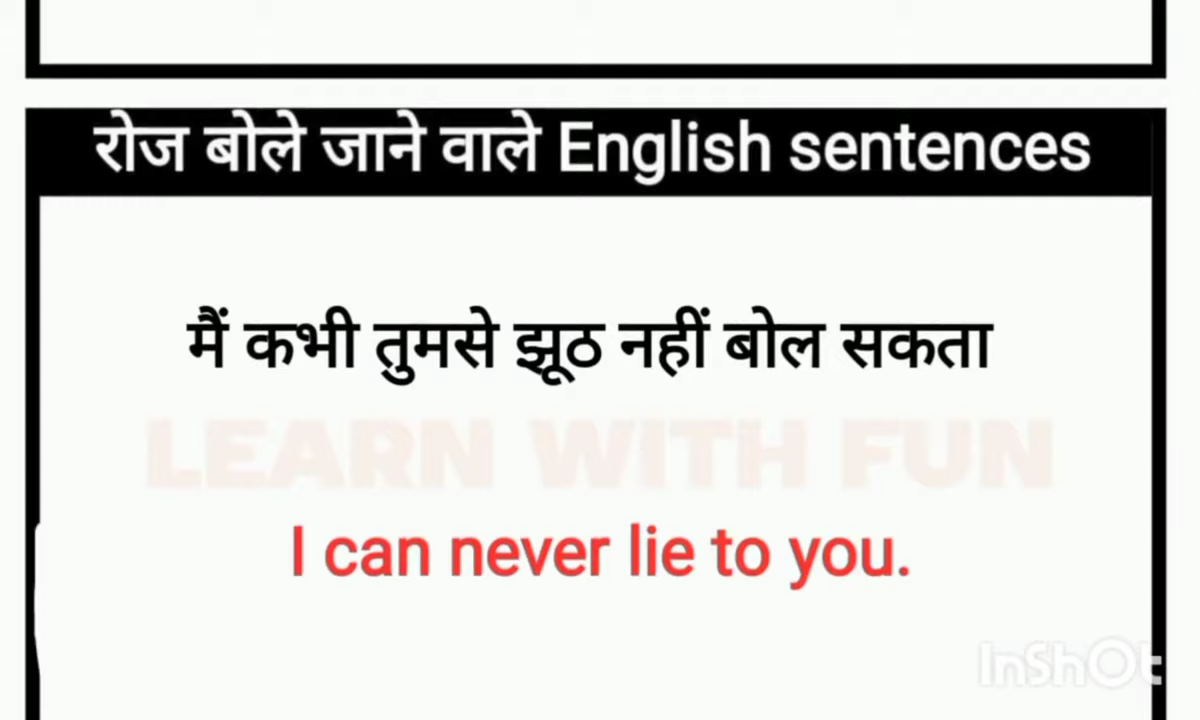 रोज बोले जाने वाले English sentences
मैं कभी तुमसे झूठ नहीं बोल सकता
LEARN WITH FUN
I can never lie to you.
InShOt